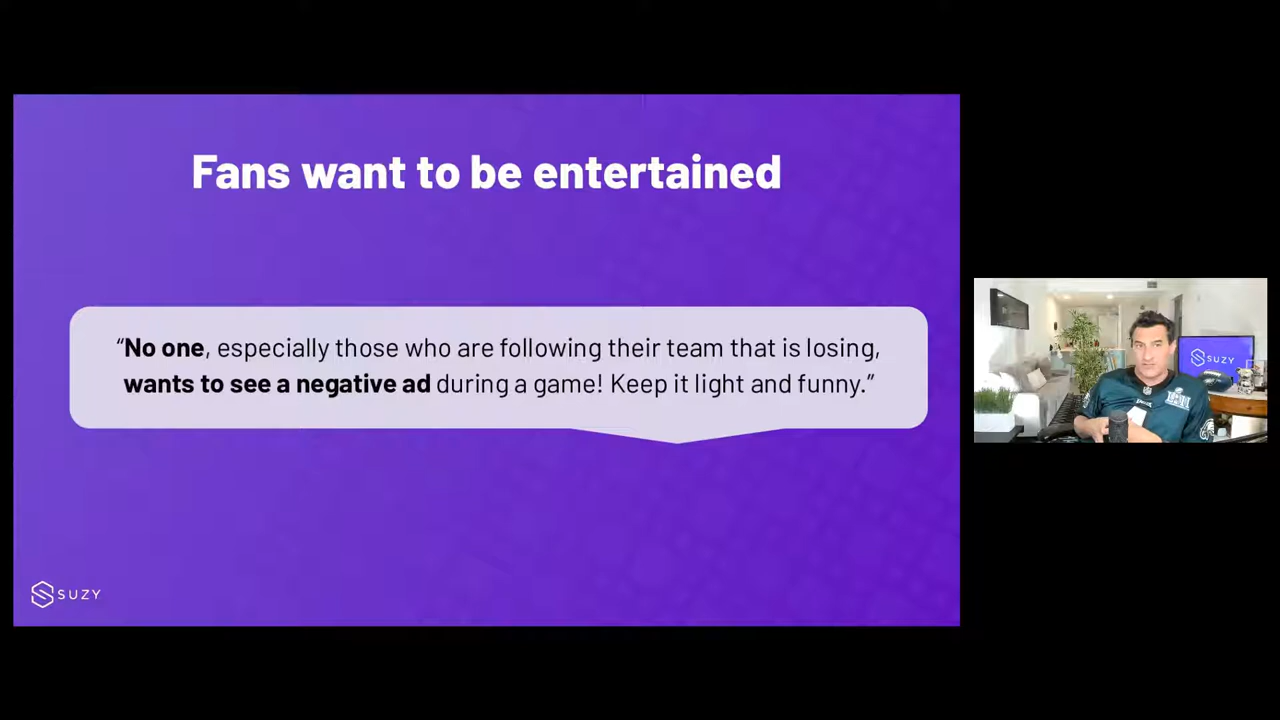 Fans want to be entertained
“No one, especially those who are following their team that is losing,
wants to see a negative ad during a game! Keep it light and funny.”
SUZY
SUZY